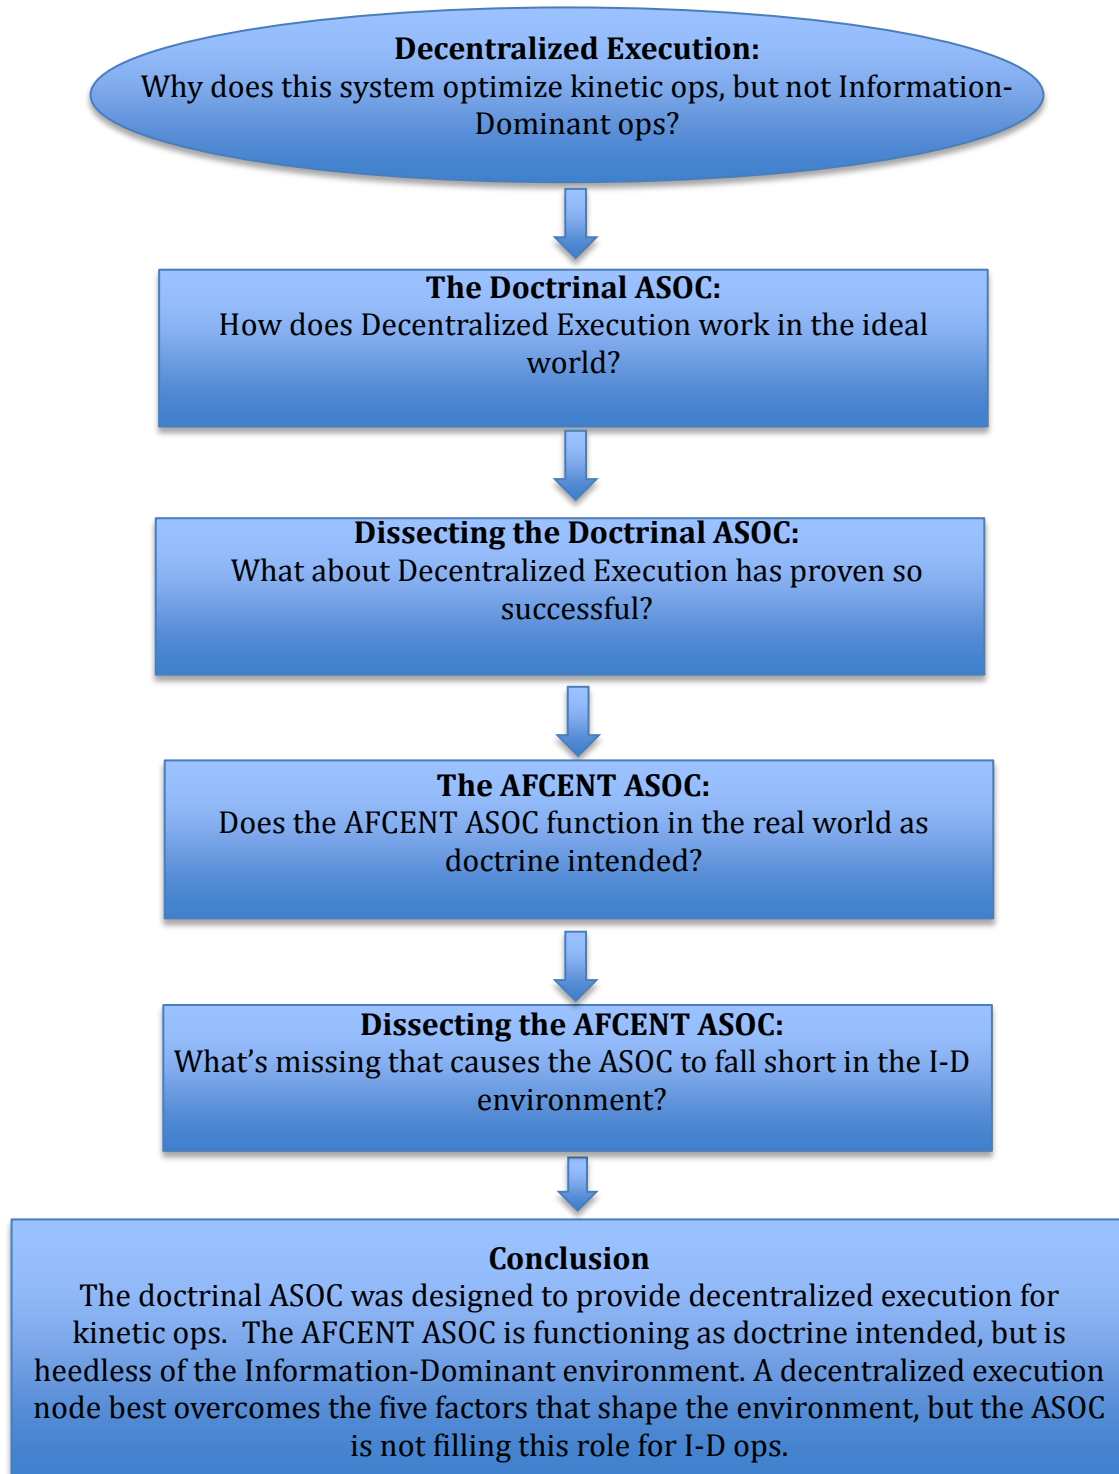 Decentralized Execution:
Why does this system optimize kinetic ops, but not Information-
Dominant ops?
The Doctrinal ASOC:
How does Decentralized Execution work in the ideal
world?
Dissecting the Doctrinal ASOC:
What about Decentralized Execution has proven so
successful?
The AFCENT ASOC:
Does the AFCENT ASOC function in the real world as
doctrine intended?
Dissecting the AFCENT ASOC:
What’s missing that causes the ASOC to fall short in the I-D
environment?
Conclusion
The doctrinal ASOC was designed to provide decentralized execution for
kinetic ops.  The AFCENT ASOC is functioning as doctrine intended, but is
heedless of the Information-Dominant environment. A decentralized execution
node best overcomes the five factors that shape the environment, but the ASOC
is not filling this role for I-D ops.